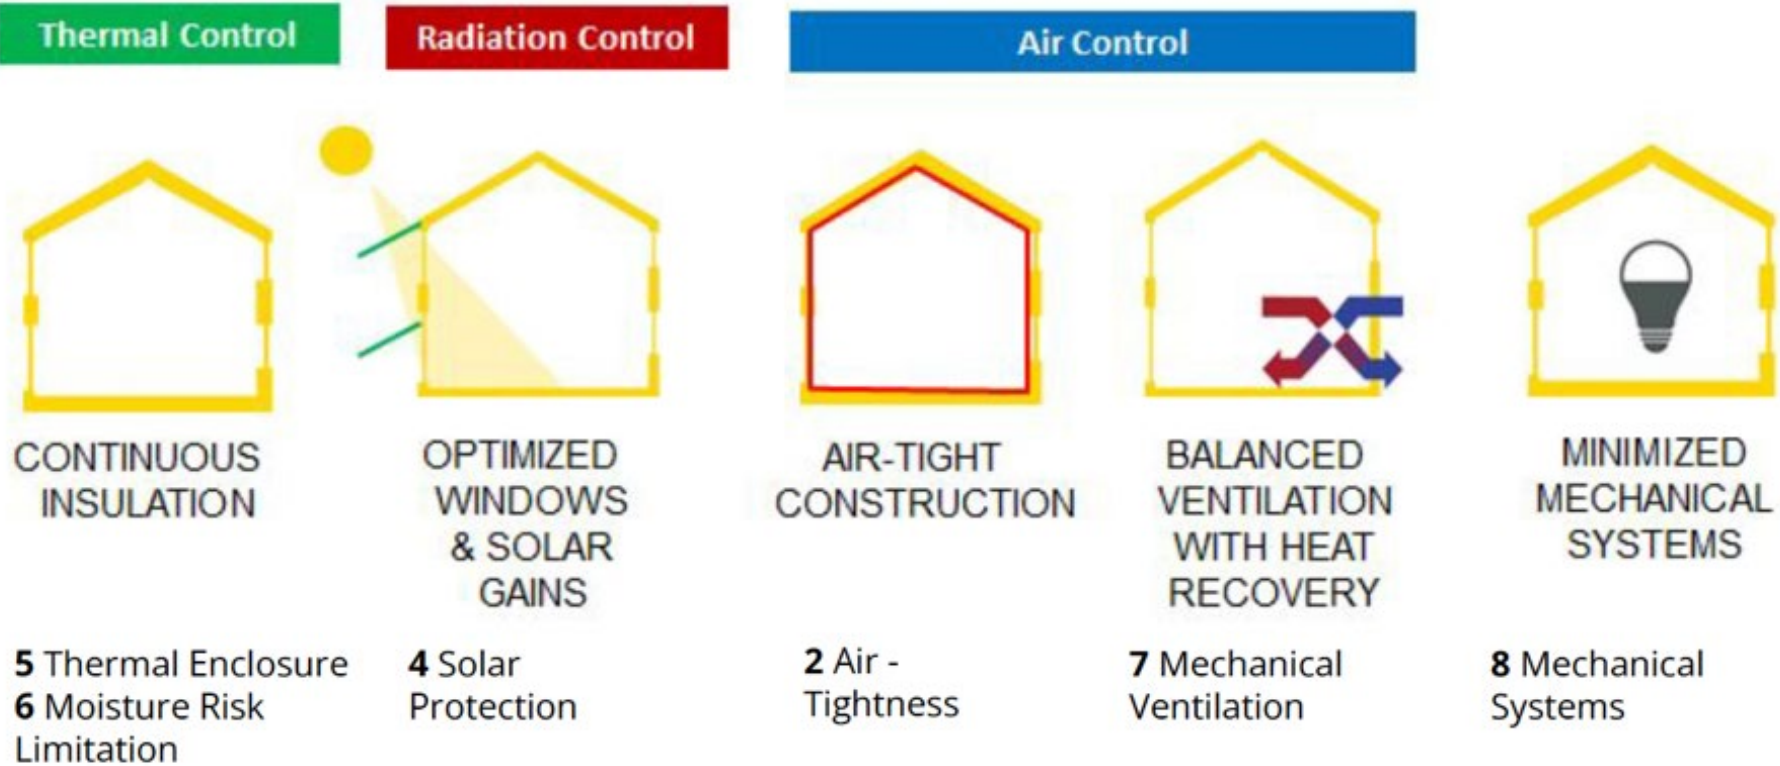 Thermal Control
Radiation Control
Air Control
CONTINUOUS
INSULATION
OPTIMIZED
WINDOWS
& SOLAR
GAINS
AIR-TIGHT
CONSTRUCTION
BALANCED
VENTILATION
WITH HEAT
RECOVERY
MINIMIZED
MECHANICAL
SYSTEMS
5 Thermal Enclosure
6 Moisture Risk
Limitation
4 Solar
Protection
2 Air -
Tightness
7 Mechanical
Ventilation
8 Mechanical
Systems